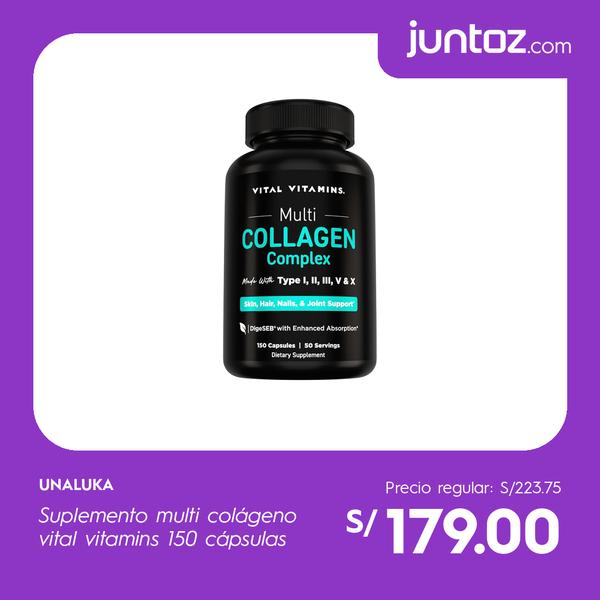 juntoz.com
VITAL VITAMINS.
Multi
COLLAGEN
Complex
Made With Type I, II, III, V & X
Skin, Hair, Nails, & Joint Support*
DigeSEB® with Enhanced Absorption*
150 Capsules | 50 Servings
Dietary Supplement
UNALUKA
Suplemento multi colágeno
vital vitamins 150 cápsulas
Precio regular: S/223.75
S/ 179.00